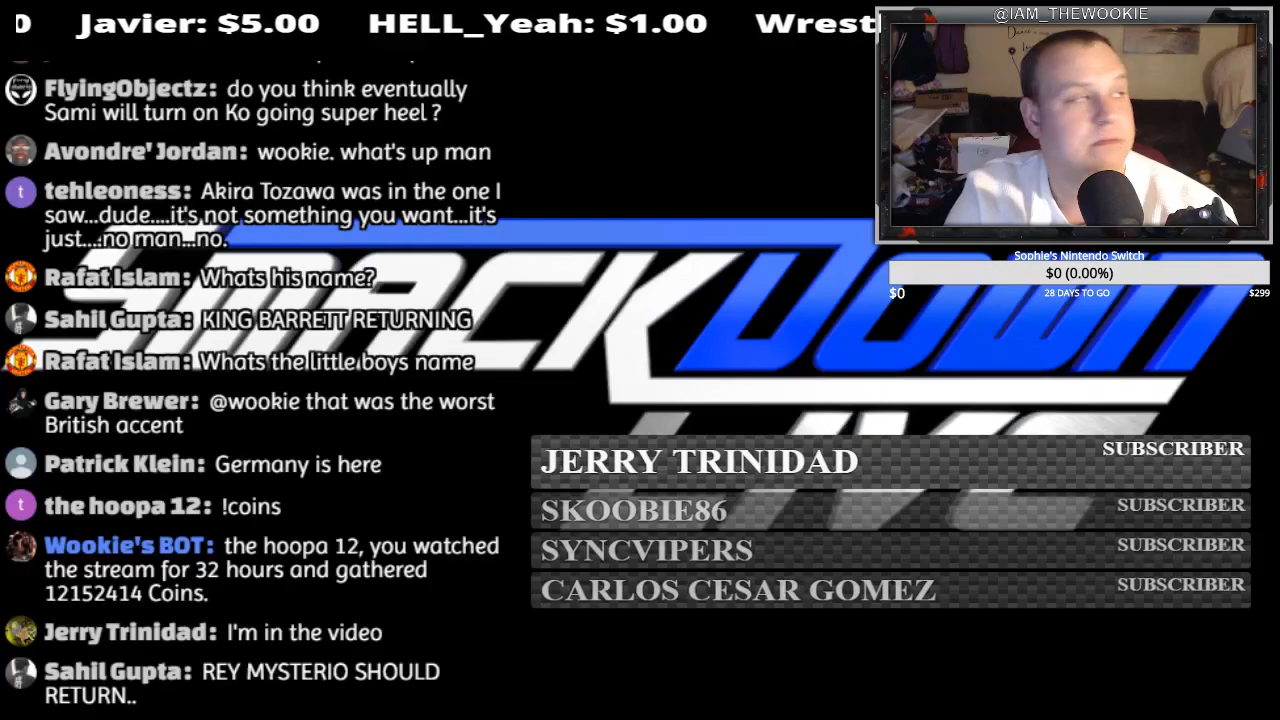 Javier: $5.00 HELL_Yeah: $1.00 Wrest
@IAM_THEWOOKIE
FlyingObjectz: do you think eventually
Sami will turn on Ko going super heel ?
Avondre'Jordan: wookie. what's up man
t tehleoness: Akira Tozawa was in the one I
saw...dude....it's not something you want...it's
just....no man...no.
Rafat Islam: Whats his name?
Sahil Gupta: KING BARRETT RETURNING
Rafat Islam: Whats the little boys name
Gary Brewer: @wookie that was the worst
British accent
Patrick Klein: Germany is here
t the hoopa 12: !coins
Wookie's BOT: the hoopa 12, you watched
the stream for 32 hours and gathered
12152414 Coins.
Jerry Trinidad: I'm in the video
Sahil Gupta: REY MYSTERIO SHOULD
RETURN..
Sophie's Nintendo Switch
$0 (0.00%)
$0 28 DAYS TO GO $299
SMACKDOWN
LIVE
JERRY TRINIDAD SUBSCRIBER
SKOOBIE86 SUBSCRIBER
SYNCVIPERS SUBSCRIBER
CARLOS CESAR GOMEZ SUBSCRIBER